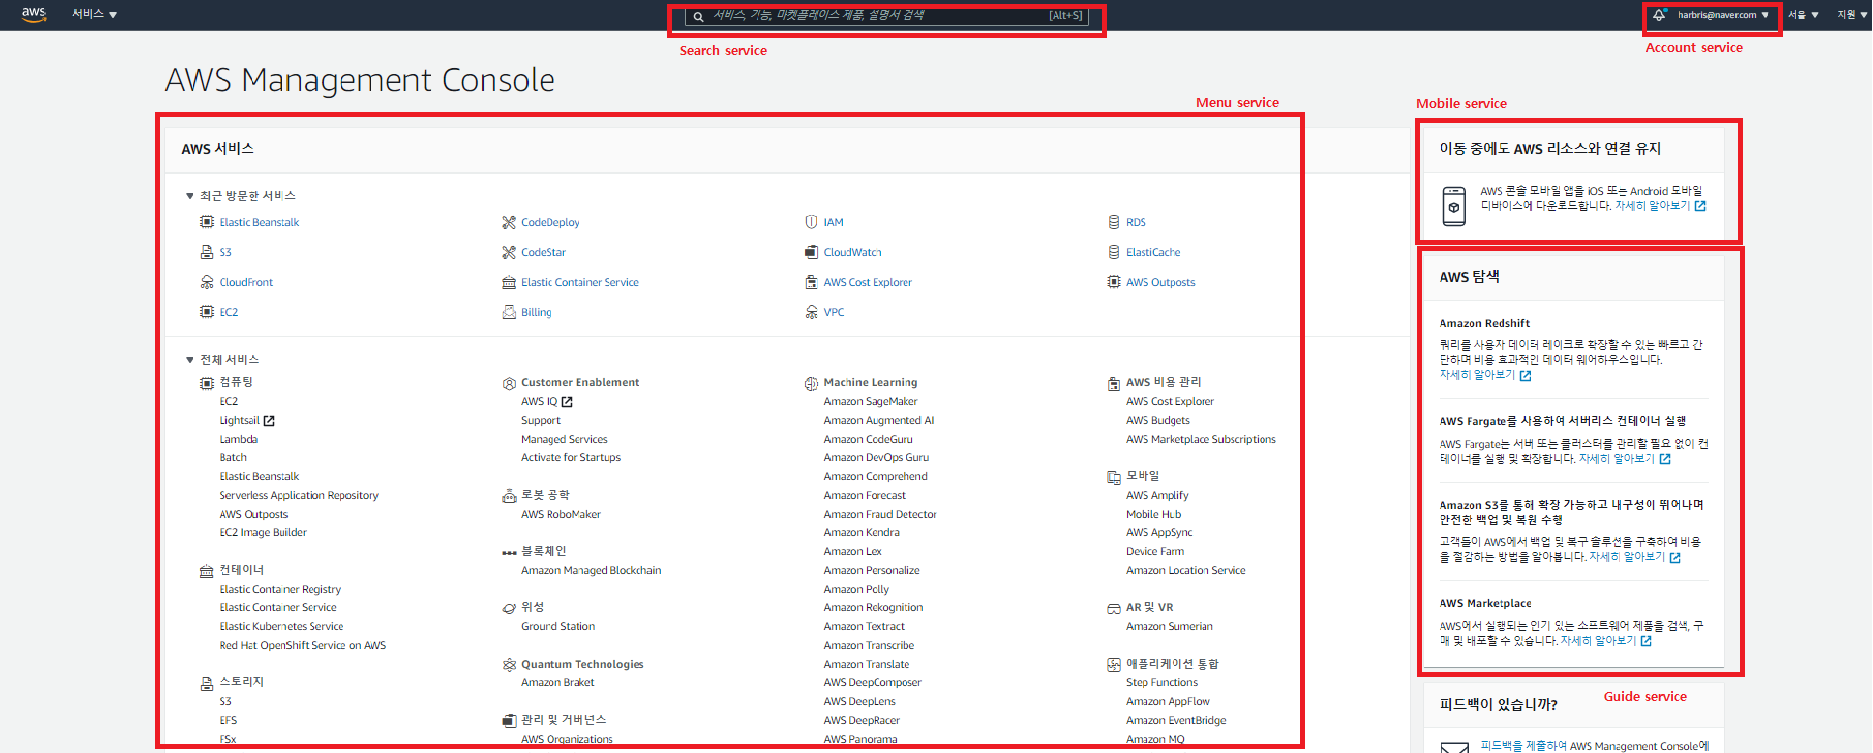 aws 서비스 서비스, 기능, 마켓플레이스 제품, 설명서 검색 [Alt+S] harbris@naver.com 서울 지원
Search service
Account service
AWS Management Console
Menu service
Mobile service
AWS 서비스
최근 방문한 서비스
Elastic Beanstalk
CodeDeploy
IAM
RDS
S3
CodeStar
CloudWatch
ElastiCache
CloudFront
Elastic Container Service
AWS Cost Explorer
AWS Outposts
EC2
Billing
VPC
전체 서비스
컴퓨팅
EC2
Lightsail
Lambda
Batch
Elastic Beanstalk
Serverless Application Repository
AWS Outposts
EC2 Image Builder
컨테이너
Elastic Container Registry
Elastic Container Service
Elastic Kubernetes Service
Red Hat OpenShift Service on AWS
스토리지
S3
EFS
FSx
Customer Enablement
AWS IQ
Support
Managed Services
Activate for Startups
로봇 공학
AWS RoboMaker
블록체인
Amazon Managed Blockchain
위성
Ground Station
Quantum Technologies
Amazon Braket
관리 및 거버넌스
AWS Organizations
Machine Learning
Amazon SageMaker
Amazon Augmented AI
Amazon CodeGuru
Amazon DevOps Guru
Amazon Comprehend
Amazon Forecast
Amazon Fraud Detector
Amazon Kendra
Amazon Lex
Amazon Personalize
Amazon Polly
Amazon Rekognition
Amazon Textract
Amazon Transcribe
Amazon Translate
AWS DeepComposer
AWS DeepLens
AWS DeepRacer
AWS Panorama
AWS 비용 관리
AWS Cost Explorer
AWS Budgets
AWS Marketplace Subscriptions
모바일
AWS Amplify
Mobile Hub
AWS AppSync
Device Farm
Amazon Location Service
AR 및 VR
Amazon Sumerian
애플리케이션 통합
Step Functions
Amazon AppFlow
Amazon EventBridge
Amazon MQ
이동 중에도 AWS 리소스와 연결 유지
AWS 콘솔 모바일 앱을 iOS 또는 Android 모바일
디바이스에 다운로드합니다. 자세히 알아보기
AWS 탐색
Amazon Redshift
쿼리를 사용자 데이터 레이크로 확장할 수 있는 빠르고 간
단하며 비용 효과적인 데이터 웨어하우스입니다.
자세히 알아보기
AWS Fargate를 사용하여 서버리스 컨테이너 실행
AWS Fargate는 서버 또는 클러스터를 관리할 필요 없이 컨
테이너를 실행 및 확장합니다. 자세히 알아보기
Amazon S3를 통해 확장 가능하고 내구성이 뛰어나며
안전한 백업 및 복원 수행
고객들이 AWS에서 백업 및 복구 솔루션을 구축하여 비용
을 절감하는 방법을 알아봅니다. 자세히 알아보기
AWS Marketplace
AWS에서 실행되는 인기 있는 소프트웨어 제품을 검색, 구
매 및 배포할 수 있습니다. 자세히 알아보기
Guide service
피드백이 있습니까?
피드백을 제출하여 AWS Management Console에